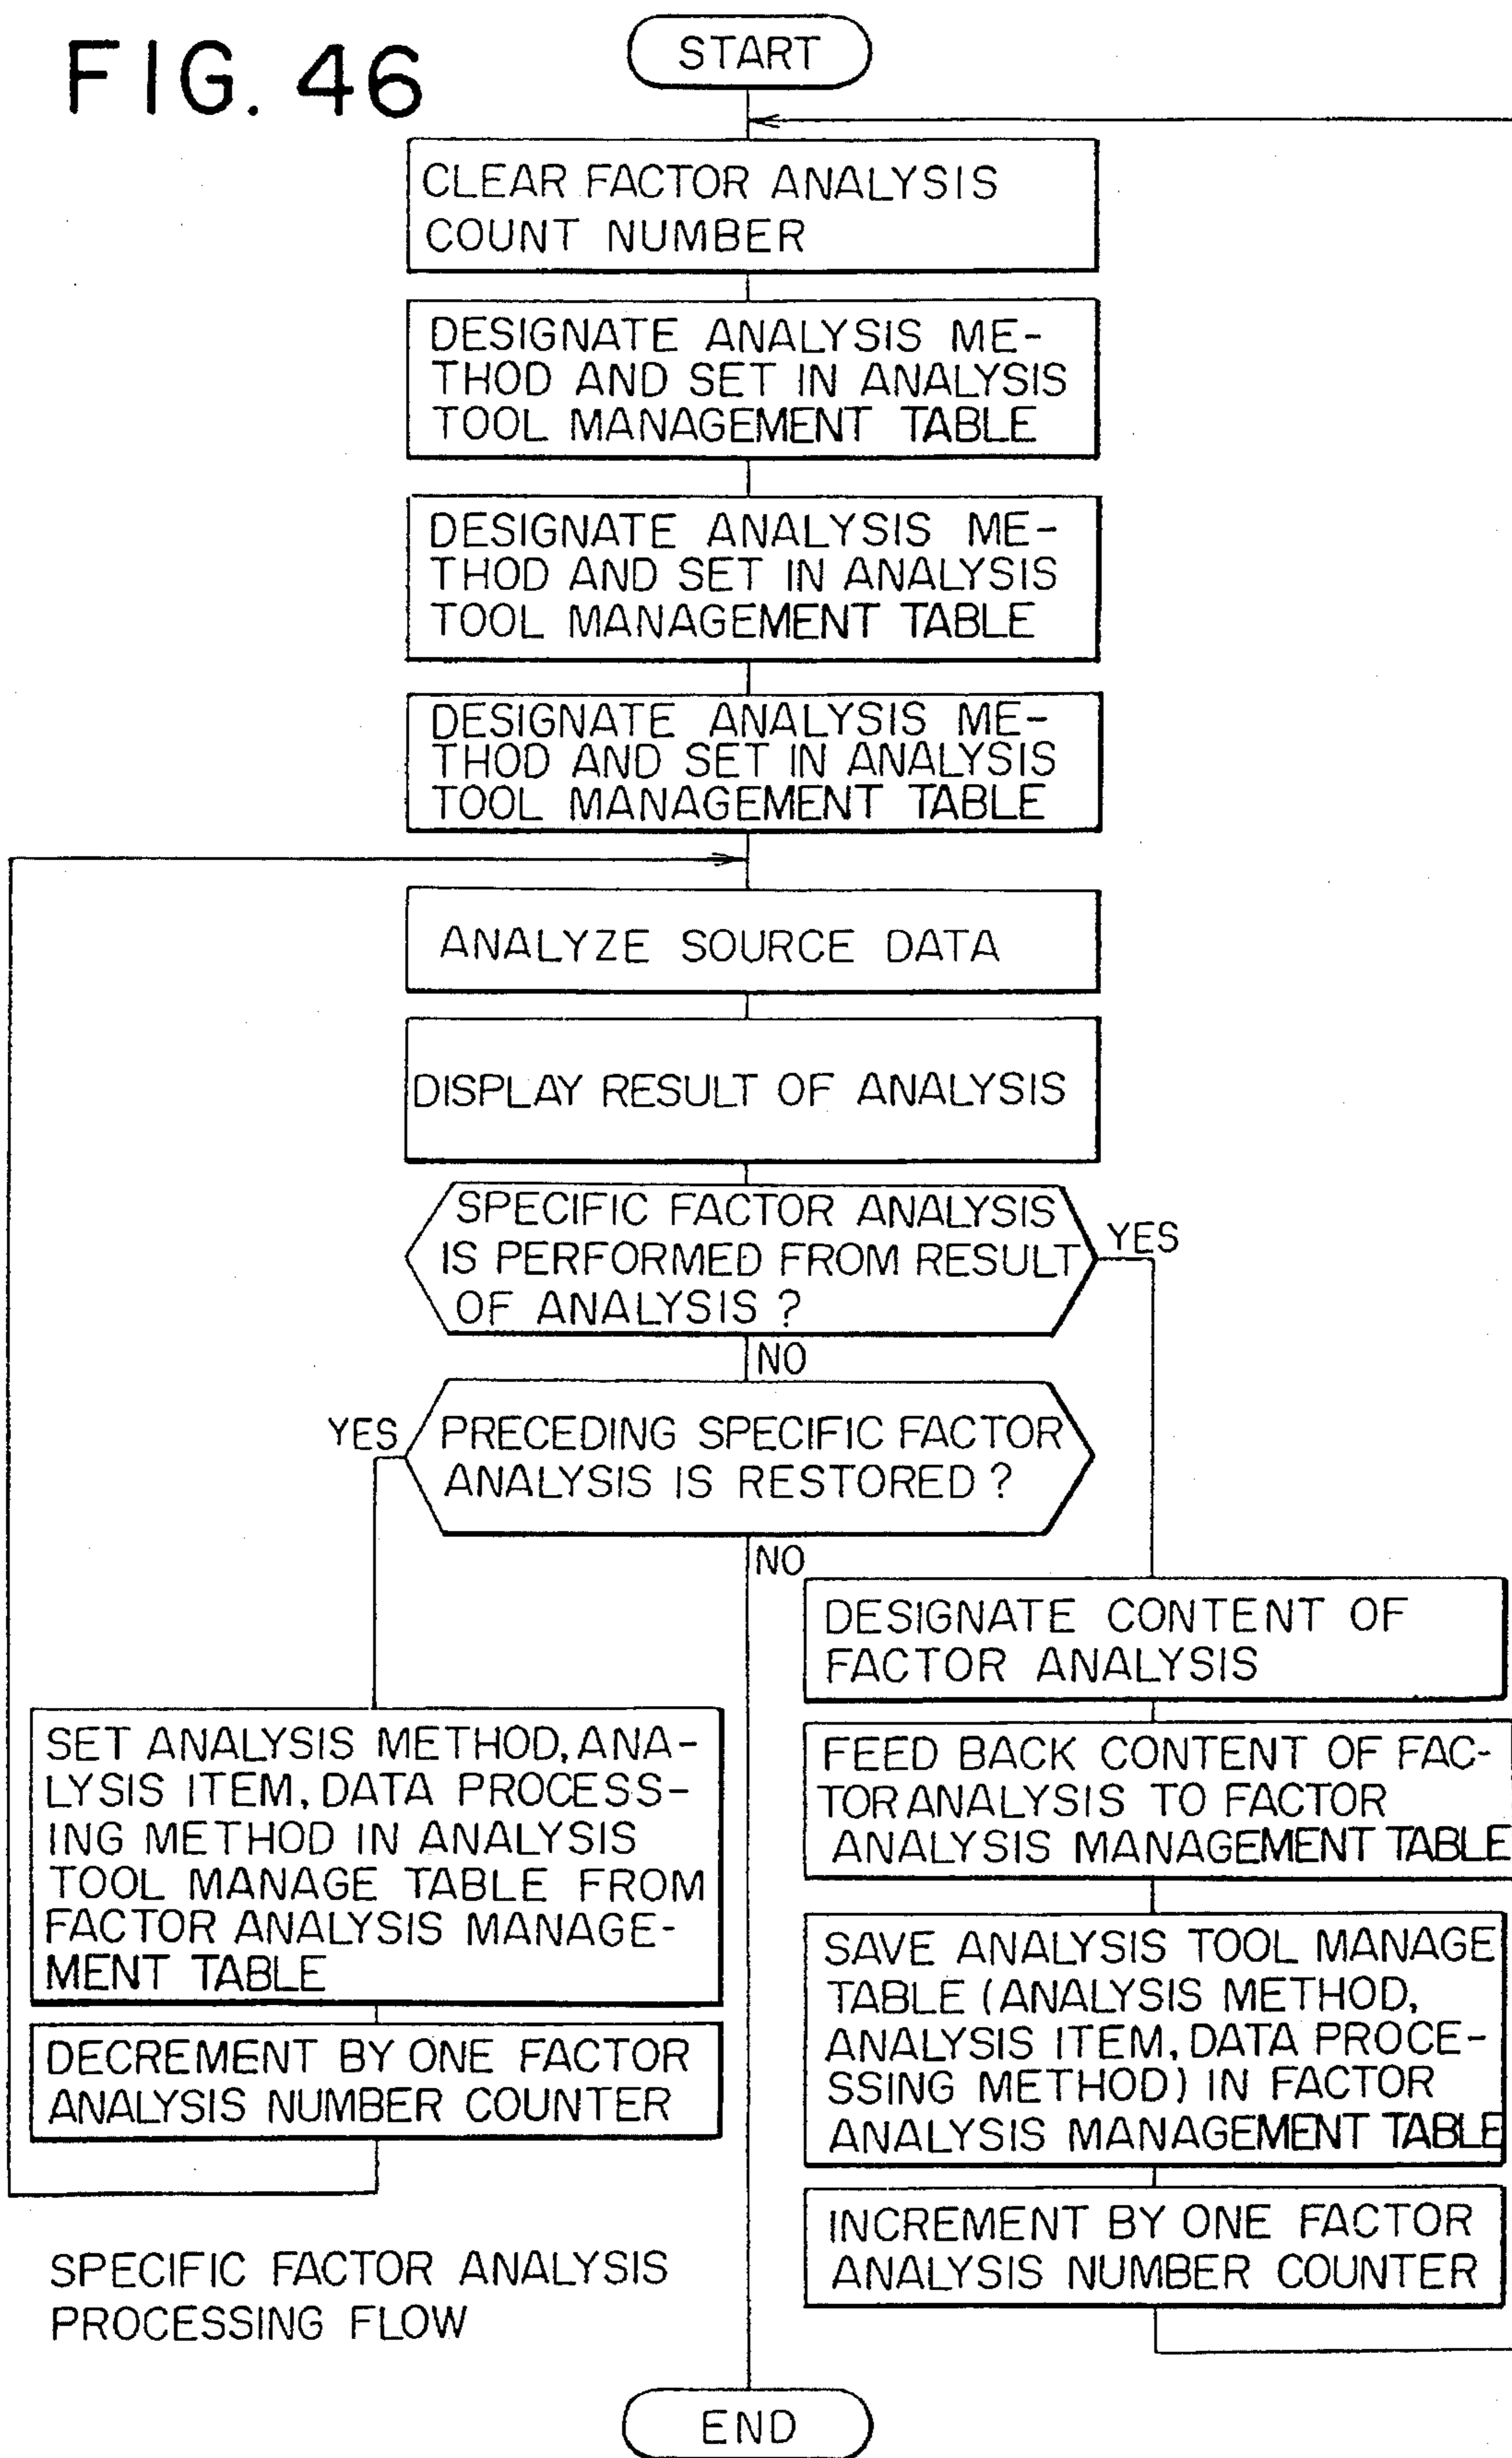 FIG. 46
START
CLEAR FACTOR ANALYSIS
COUNT NUMBER
DESIGNATE ANALYSIS ME-
THOD AND SET IN ANALYSIS
TOOL MANAGEMENT TABLE
DESIGNATE ANALYSIS ME-
THOD AND SET IN ANALYSIS
TOOL MANAGEMENT TABLE
DESIGNATE ANALYSIS ME-
THOD AND SET IN ANALYSIS
TOOL MANAGEMENT TABLE
ANALYZE SOURCE DATA
DISPLAY RESULT OF ANALYSIS
SPECIFIC FACTOR ANALYSIS
IS PERFORMED FROM RESULT
OF ANALYSIS ?
YES
NO
YES
PRECEDING SPECIFIC FACTOR
ANALYSIS IS RESTORED ?
NO
SET ANALYSIS METHOD, ANA-
LYSIS ITEM, DATA PROCESS-
ING METHOD IN ANALYSIS
TOOL MANAGE TABLE FROM
FACTOR ANALYSIS MANAGE-
MENT TABLE
DECREMENT BY ONE FACTOR
ANALYSIS NUMBER COUNTER
DESIGNATE CONTENT OF
FACTOR ANALYSIS
FEED BACK CONTENT OF FAC-
TOR ANALYSIS TO FACTOR
ANALYSIS MANAGEMENT TABLE
SAVE ANALYSIS TOOL MANAGE
TABLE (ANALYSIS METHOD,
ANALYSIS ITEM, DATA PROCE-
SSING METHOD) IN FACTOR
ANALYSIS MANAGEMENT TABLE
INCREMENT BY ONE FACTOR
ANALYSIS NUMBER COUNTER
SPECIFIC FACTOR ANALYSIS
PROCESSING FLOW
END